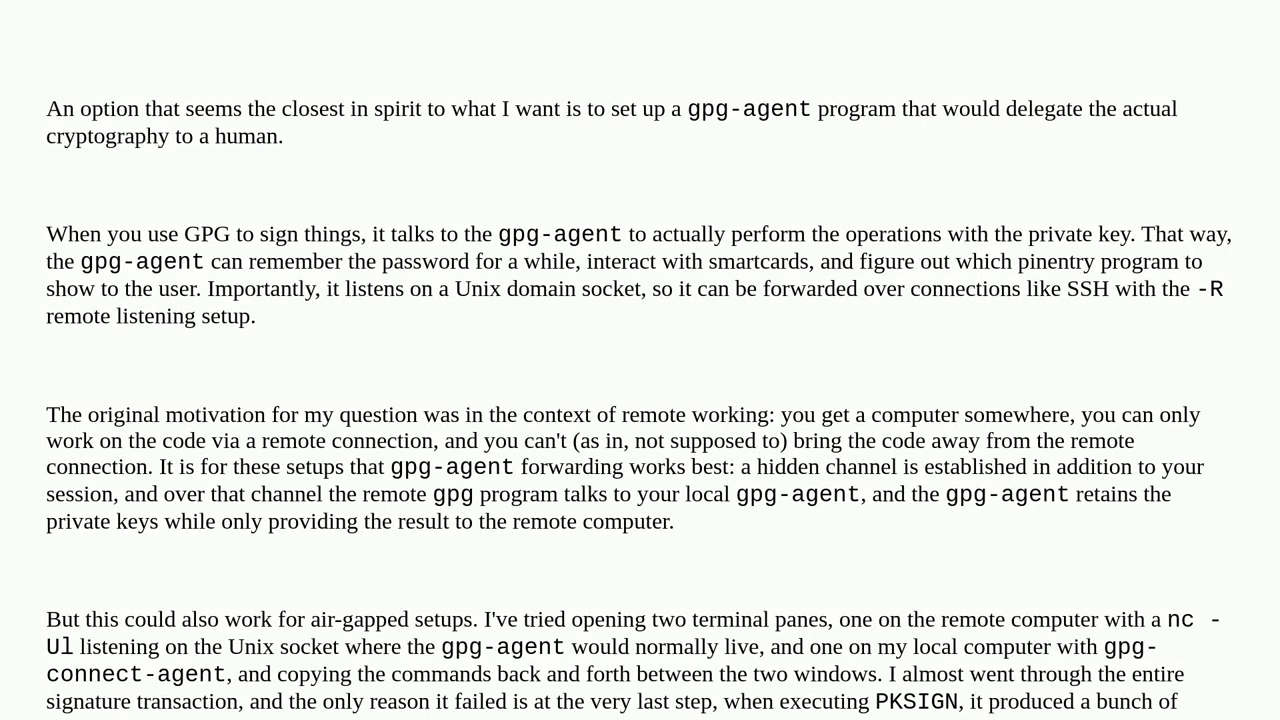 An option that seems the closest in spirit to what I want is to set up a gpg-agent program that would delegate the actual
cryptography to a human.
When you use GPG to sign things, it talks to the gpg-agent to actually perform the operations with the private key. That way,
the gpg-agent can remember the password for a while, interact with smartcards, and figure out which pinentry program to
show to the user. Importantly, it listens on a Unix domain socket, so it can be forwarded over connections like SSH with the -R
remote listening setup.
The original motivation for my question was in the context of remote working: you get a computer somewhere, you can only
work on the code via a remote connection, and you can't (as in, not supposed to) bring the code away from the remote
connection. It is for these setups that gpg-agent forwarding works best: a hidden channel is established in addition to your
session, and over that channel the remote gpg program talks to your local gpg-agent, and the gpg-agent retains the
private keys while only providing the result to the remote computer.
But this could also work for air-gapped setups. I've tried opening two terminal panes, one on the remote computer with a nc -
Ul listening on the Unix socket where the gpg-agent would normally live, and one on my local computer with gpg-
connect-agent, and copying the commands back and forth between the two windows. I almost went through the entire
signature transaction, and the only reason it failed is at the very last step, when executing PKSIGN, it produced a bunch of